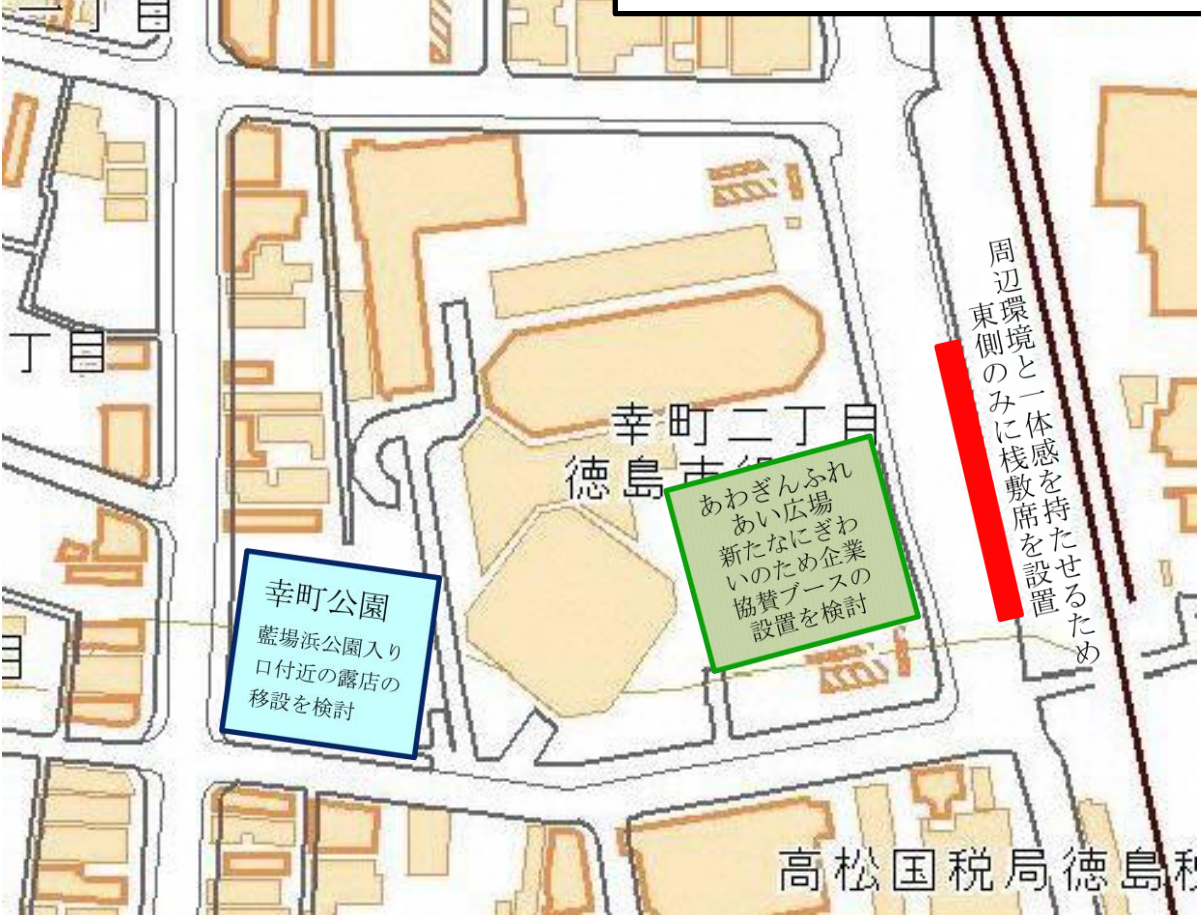 丁目
丁目
幸町二丁目
徳島市
あわぎんふれ
あい広場
新たなにぎわ
いのため企業
協賛ブースの
設置を検討
周辺環境と一体感を持たせるため
東側のみに桟敷席を設置
幸町公園
藍場浜公園入り
口付近の露店の
移設を検討
目
高松国税局徳島税